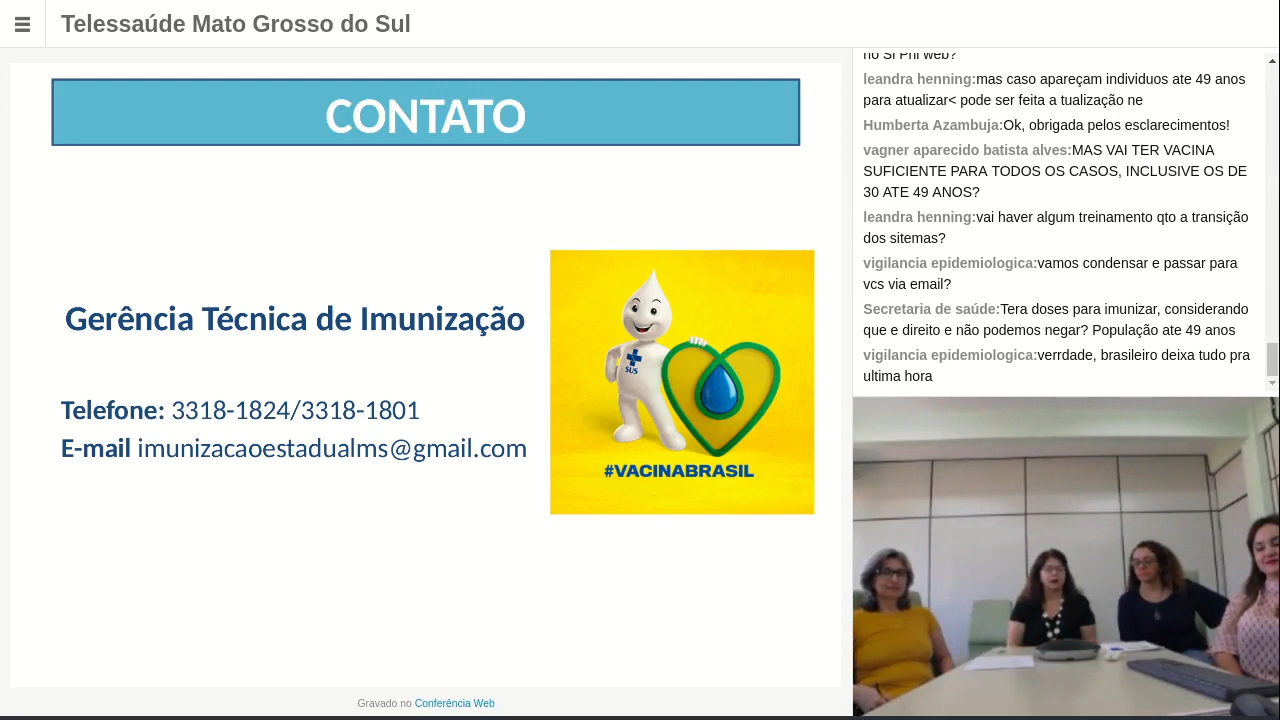 Telessaúde Mato Grosso do Sul
CONTATO
Gerência Técnica de Imunização
Telefone: 3318-1824/3318-1801
E-mail imunizacaoestadualms@gmail.com
SUS
#VACINABRASIL
Gravado no Conferência Web
no Si Pni web?
leandra henning:mas caso apareçam individuos ate 49 anos
para atualizar< pode ser feita a tualização ne
Humberta Azambuja:Ok, obrigada pelos esclarecimentos!
vagner aparecido batista alves:MAS VAI TER VACINA
SUFICIENTE PARA TODOS OS CASOS, INCLUSIVE OS DE
30 ATE 49 ANOS?
leandra henning:vai haver algum treinamento qto a transição
dos sitemas?
vigilancia epidemiologica:vamos condensar e passar para
vcs via email?
Secretaria de saúde:Tera doses para imunizar, considerando
que e direito e não podemos negar? População ate 49 anos
vigilancia epidemiologica:verrdade, brasileiro deixa tudo pra
ultima hora